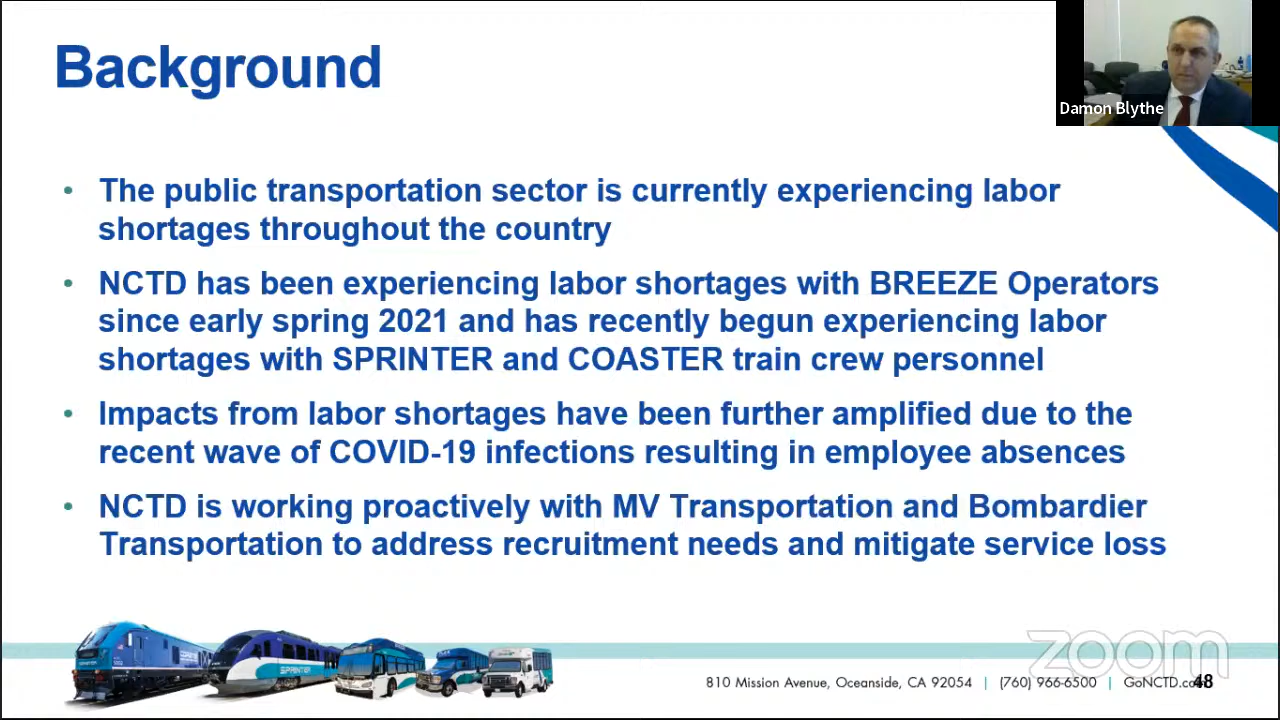 Background
Damon Blythe
• The public transportation sector is currently experiencing labor
shortages throughout the country
• NCTD has been experiencing labor shortages with BREEZE Operators
since early spring 2021 and has recently begun experiencing labor
shortages with SPRINTER and COASTER train crew personnel
• Impacts from labor shortages have been further amplified due to the
recent wave of COVID-19 infections resulting in employee absences
• NCTD is working proactively with MV Transportation and Bombardier
Transportation to address recruitment needs and mitigate service loss
SPRINTER
zoom
810 Mission Avenue, Oceanside, CA 92054 | (760) 966-6500 | GoNCTD.co
48